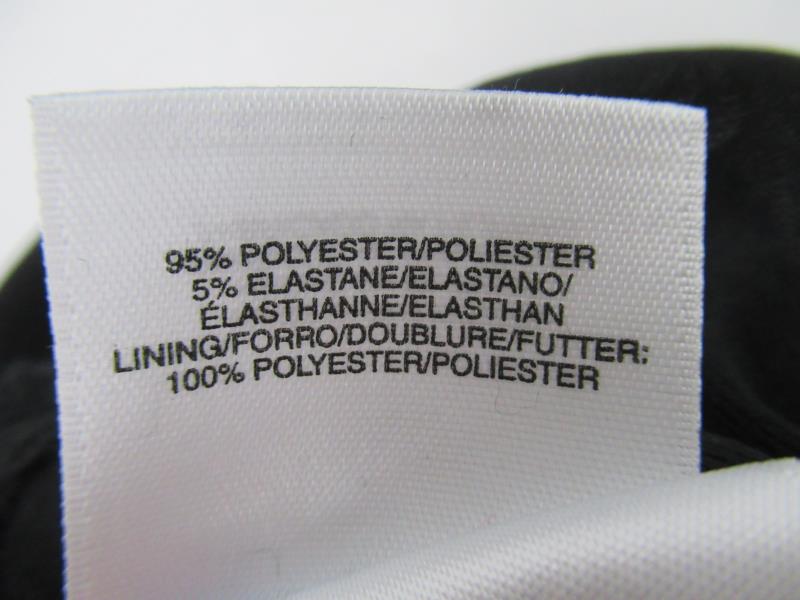 95% POLYESTER/POLIESTER
5% ELASTANE/ELASTANO/
ÉLASTHANNE/ELASTHAN
LINING/FORRO/DOUBLURE/FUTTER:
100% POLYESTER/POLIESTER